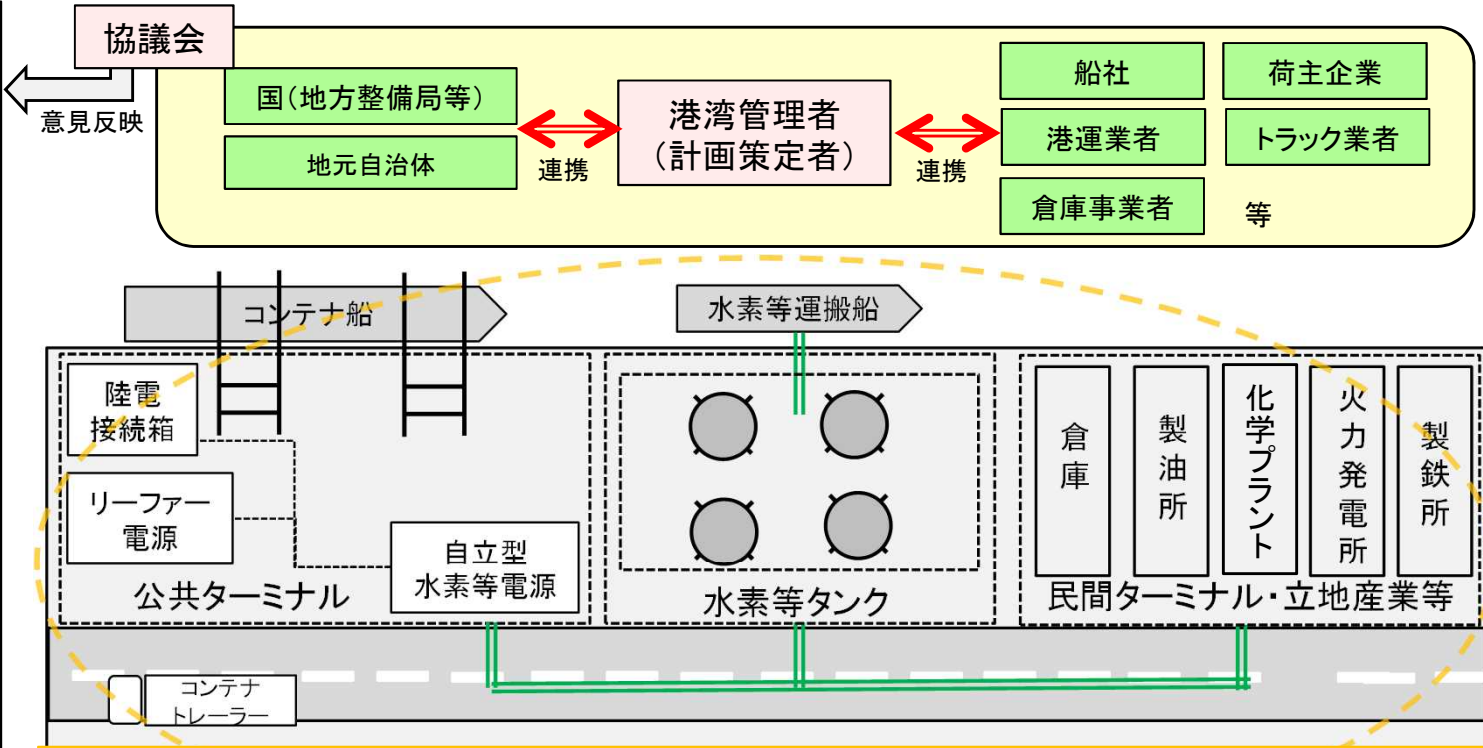 協議会
意見反映
国(地方整備局等)
地元自治体
連携
港湾管理者
(計画策定者)
連携
船社
荷主企業
港運業者
トラック業者
倉庫事業者
等
コンテナ船
水素等運搬船
陸電
接続箱
リーファー
電源
自立型
水素等電源
公共ターミナル
水素等タンク
倉庫
製油所
化学プラント
火力発電所
製鉄所
民間ターミナル・立地産業等
コンテナ
トレーラー